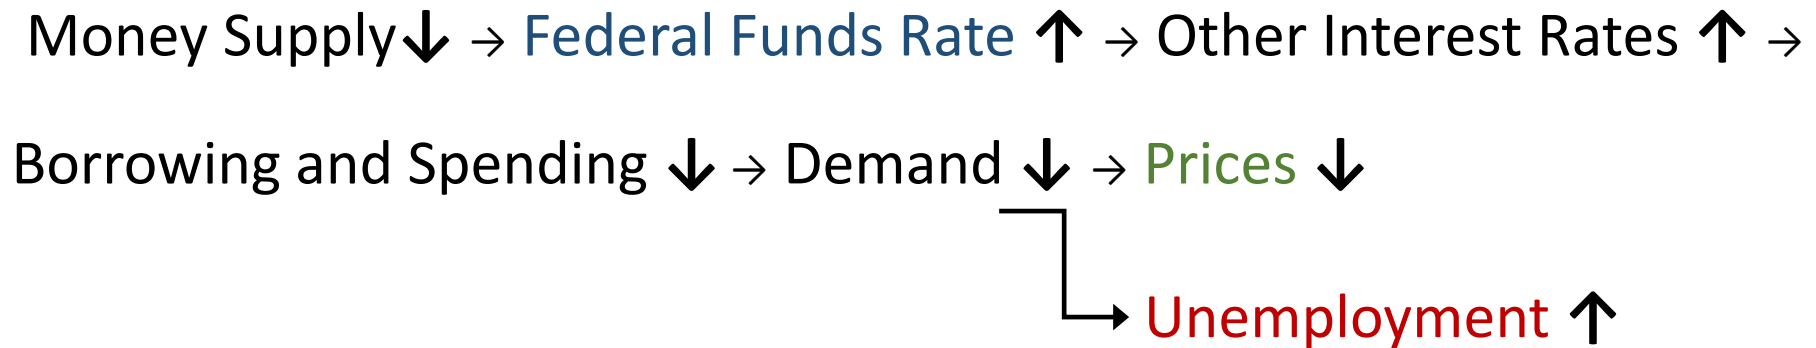 Money Supply↓ → Federal Funds Rate ↑ → Other Interest Rates ↑ →
Borrowing and Spending ↓ → Demand ↓ → Prices ↓
Unemployment ↑